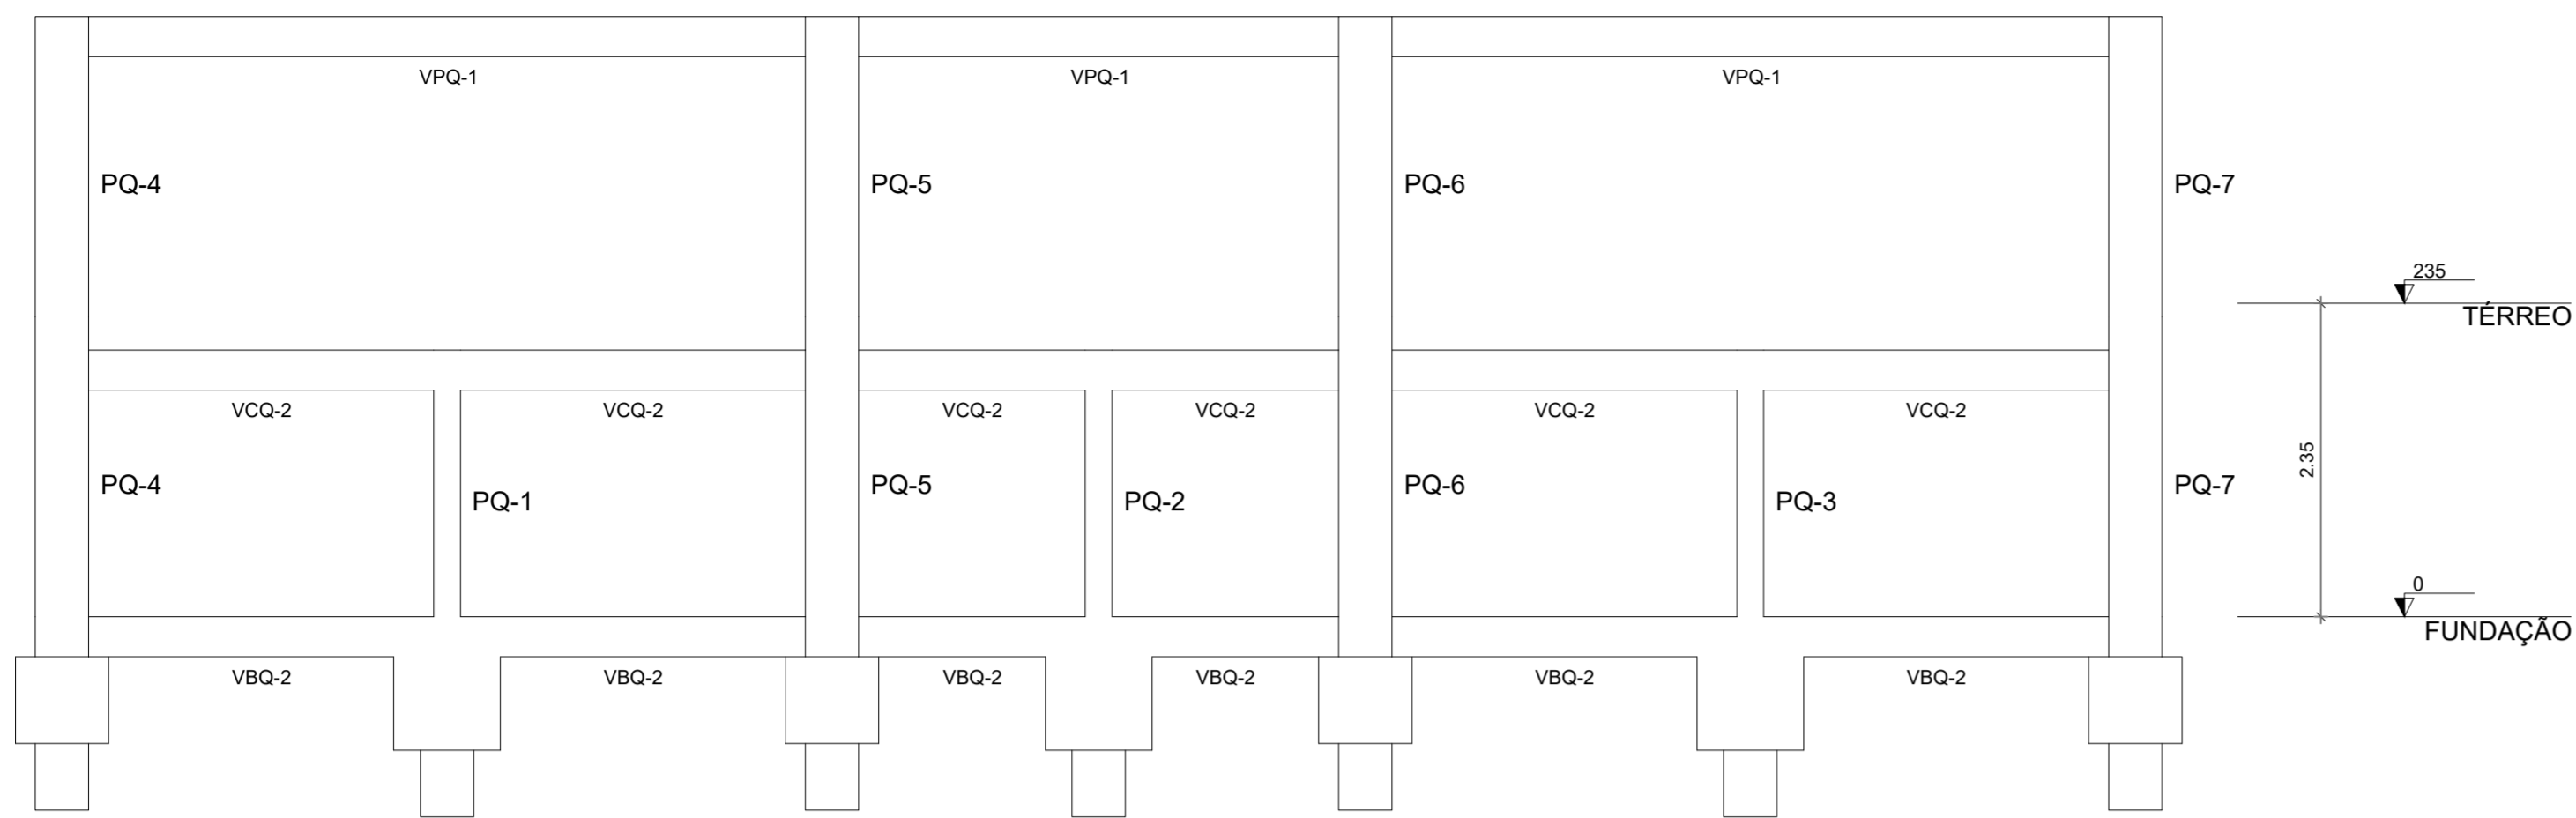 VPQ-1 VPQ-1 VPQ-1
PQ-4 PQ-5 PQ-6 PQ-7
235
TÉRREO
VCQ-2 VCQ-2 VCQ-2 VCQ-2 VCQ-2 VCQ-2
2.35
PQ-4 PQ-5 PQ-6 PQ-7
PQ-1 PQ-2 PQ-3
0
FUNDAÇÃO
VBQ-2 VBQ-2 VBQ-2 VBQ-2 VBQ-2 VBQ-2